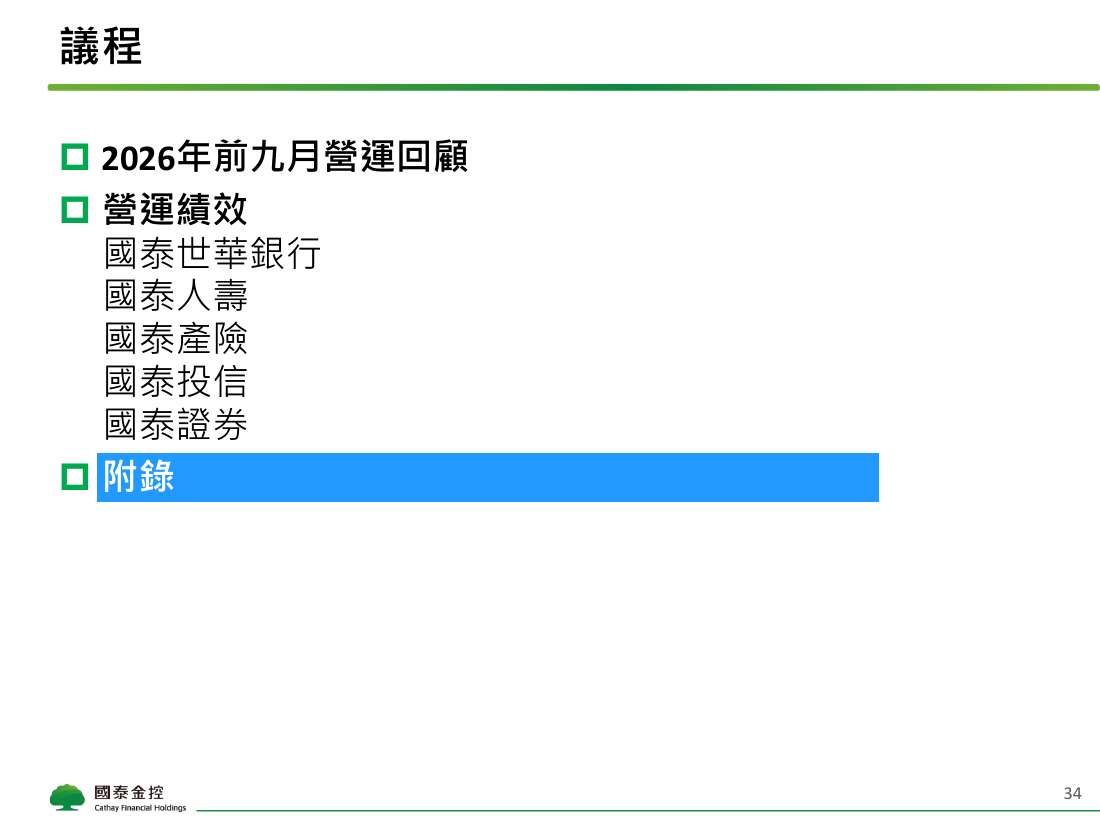 議程
2026年前九月營運回顧
營運績效
國泰世華銀行
國泰人壽
國泰產險
國泰投信
國泰證券
附錄
國泰金控
Cathay Financial Holdings
34